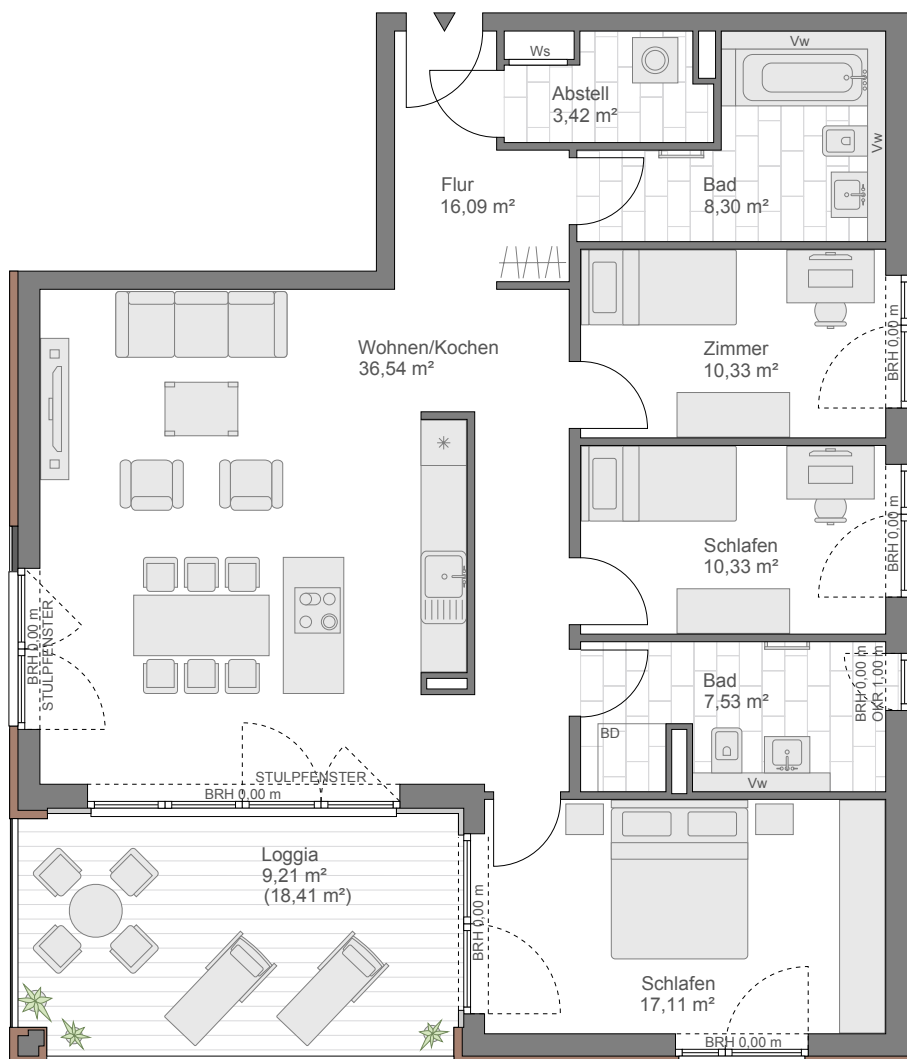 Ws
Vw
Abstell
3,42 m²
Vw
Flur
16,09 m²
Bad
8,30 m²
Wohnen/Kochen
36,54 m²
Zimmer
10,33 m²
BRH 0,00 m
Schlafen
10,33 m²
BRH 0,00 m
BRH 0,00 m
STULPFENSTER
Bad
7,53 m²
BRH 0,00 m
OKR 1,00 m
BD
Vw
STULPFENSTER
BRH 0,00 m
Loggia
9,21 m²
(18,41 m²)
BRH 0,00 m
Schlafen
17,11 m²
BRH 0,00 m